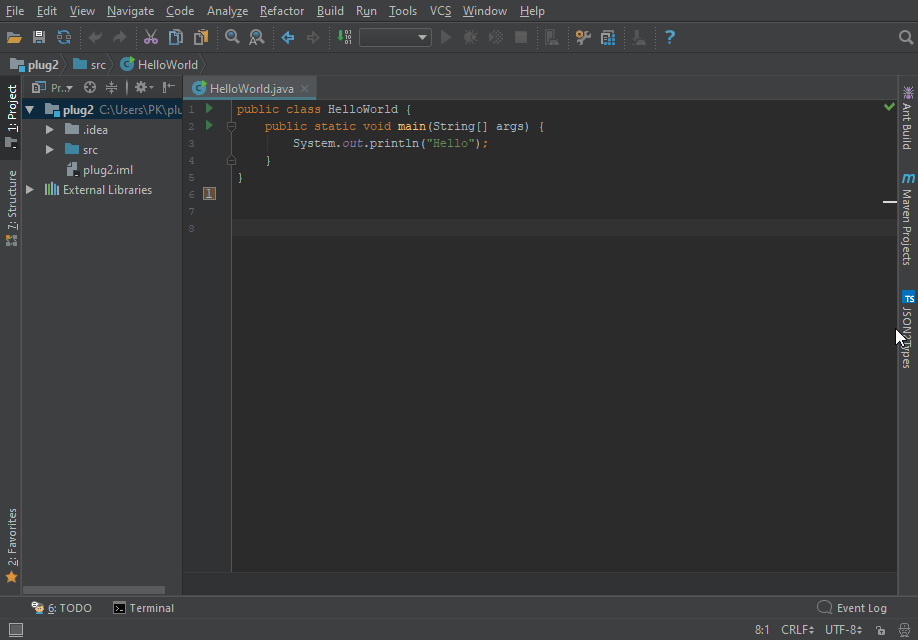 File Edit View Navigate Code Analyze Refactor Build Run Tools VCS Window Help
plug2 src HelloWorld
1: Project
7: Structure
2: Favorites
Pr..
plug2 C:\Users\PK\plu
.idea
src
plug2.iml
External Libraries
HelloWorld.java
1 public class HelloWorld {
2 public static void main(String[] args) {
3 System.out.println("Hello");
4 }
5 }
6 1
7
8
Ant Build
m Maven Projects
TS JSON2Types
6: TODO Terminal Event Log
8:1 CRLF UTF-8